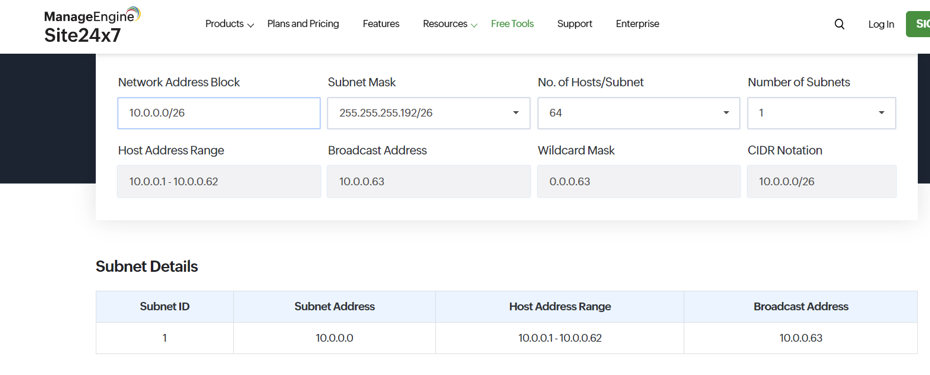 ManageEngine
Site24x7
Products Plans and Pricing Features Resources Free Tools Support Enterprise Log In
Network Address Block Subnet Mask No. of Hosts/Subnet Number of Subnets
10.0.0.0/26 255.255.255.192/26 64 1
Host Address Range Broadcast Address Wildcard Mask CIDR Notation
10.0.0.1 - 10.0.0.62 10.0.0.63 0.0.0.63 10.0.0.0/26
Subnet Details
Subnet ID Subnet Address Host Address Range Broadcast Address
1 10.0.0.0 10.0.0.1 - 10.0.0.62 10.0.0.63